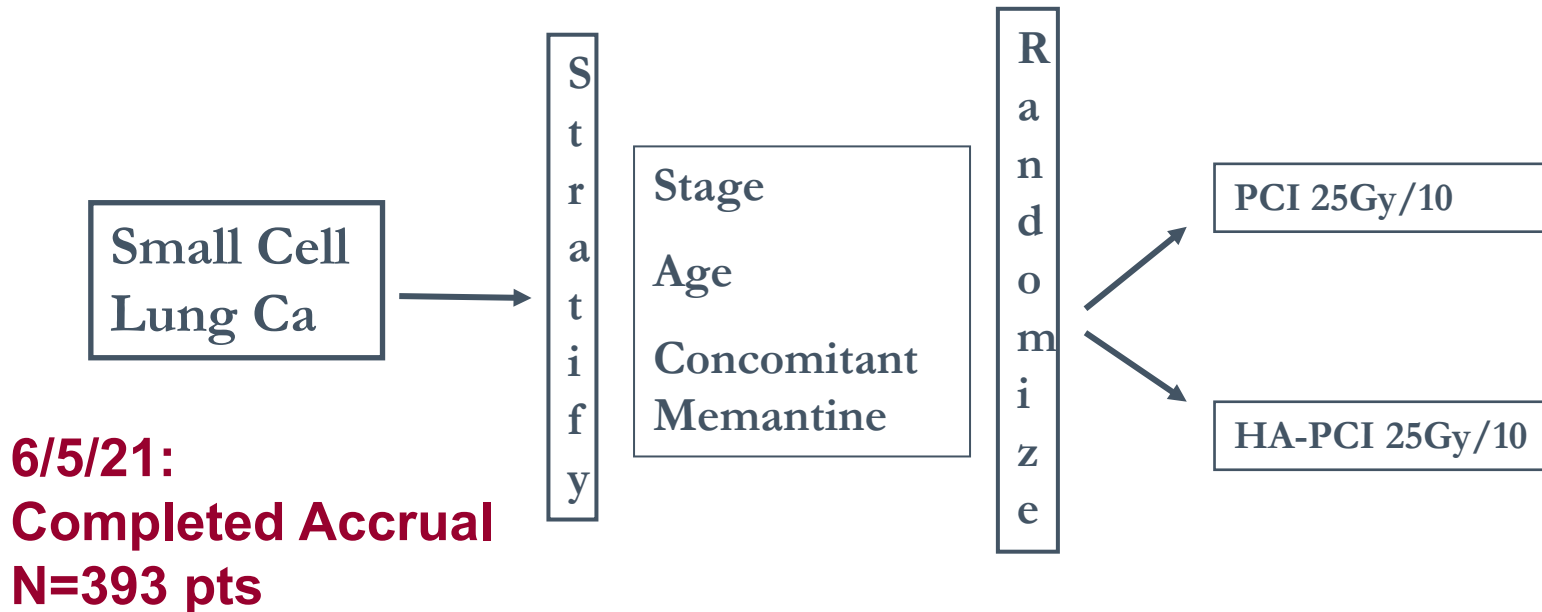 Small Cell
Lung Ca
Stratify
Stage
Age
Concomitant
Memantine
Randomize
PCI 25Gy/10
HA-PCI 25Gy/10
6/5/21:
Completed Accrual
N=393 pts